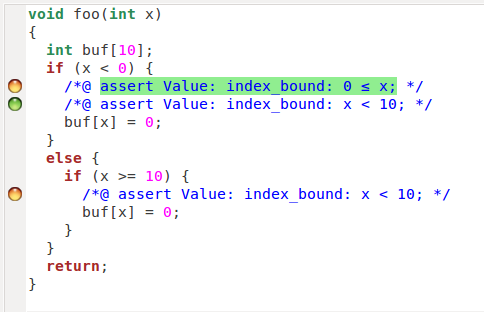 void foo(int x)
{
  int buf[10];
  if (x < 0) {
    /*@ assert Value: index_bound: 0 ≤ x; */
    /*@ assert Value: index_bound: x < 10; */
    buf[x] = 0;
  }
  else {
    if (x >= 10) {
      /*@ assert Value: index_bound: x < 10; */
      buf[x] = 0;
    }
  }
  return;
}